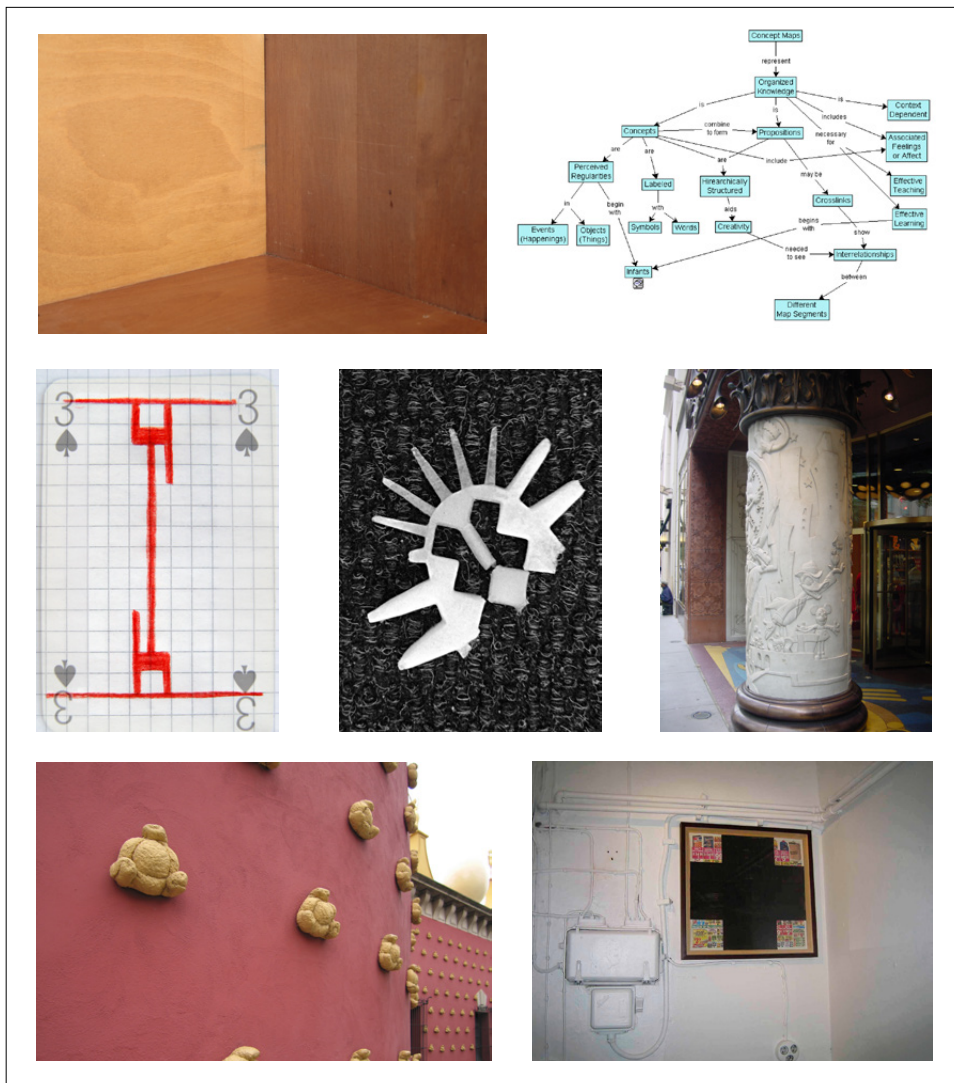 Concept Maps
represent
Organized
Knowledge
is
is
is
includes
necessary
for
Context
Dependent
Concepts
combine
to form
Propositions
Associated
Feelings
or Affect
are
are
are
include
may be
Perceived
Regularities
Labeled
Hirearchically
Structured
Effective
Teaching
Crosslinks
in
begin
with
with
aids
begins
with
Effective
Learning
Events
(Happenings)
Objects
(Things)
Symbols
Words
Creativity
show
needed
to see
Interrelationships
Infants
between
Different
Map Segments
3
3
3
3